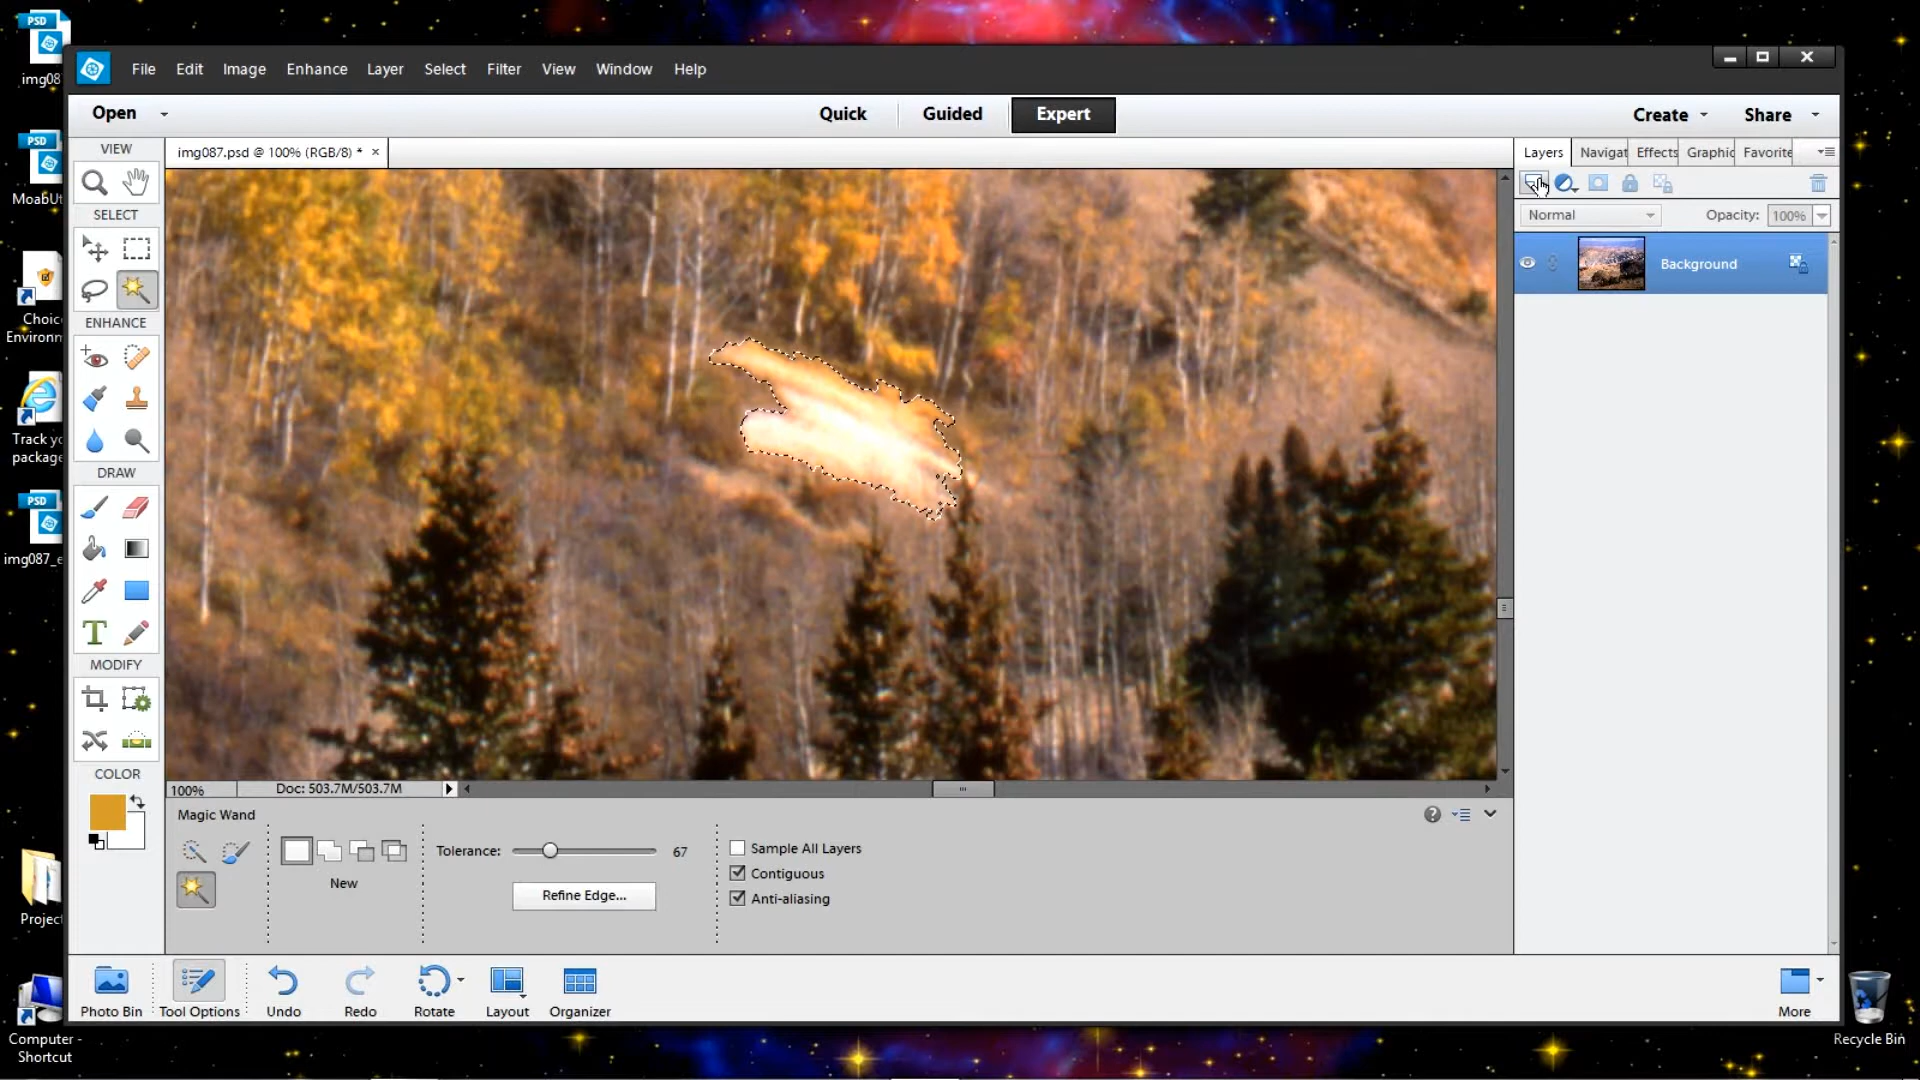 PSD
img08
File Edit Image Enhance Layer Select Filter View Window Help
Open Quick Guided Expert Create Share
PSD
MoabUt
VIEW
img087.psd @ 100% (RGB/8) * ×
Layers Navigat Effects Graphic Favorite
SELECT
Normal Opacity: 100%
Background
Choic
Environm
ENHANCE
Track yo
package
DRAW
PSD
img087_e
T
MODIFY
COLOR
100% Doc: 503.7M/503.7M
Magic Wand
Tolerance: 67
Sample All Layers
Contiguous
Anti-aliasing
New
Refine Edge...
Project
Photo Bin Tool Options Undo Redo Rotate Layout Organizer More
Computer -
Shortcut
Recycle Bin